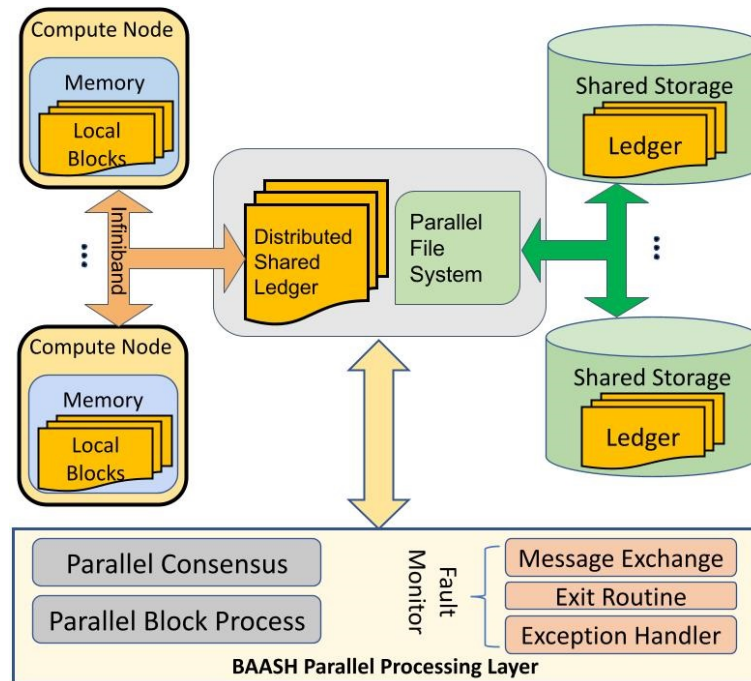 Compute Node
Memory
Local
Blocks
Infiniband
...
Compute Node
Memory
Local
Blocks
Distributed
Shared
Ledger
Parallel
File
System
Shared Storage
Ledger
...
Shared Storage
Ledger
Parallel Consensus
Parallel Block Process
Fault
Monitor
Message Exchange
Exit Routine
Exception Handler
BAASH Parallel Processing Layer